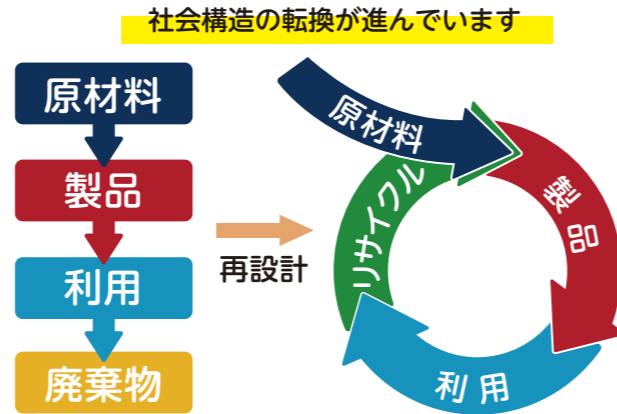 社会構造の転換が進んでいます
原材料
製品
利用
廃棄物
再設計
原材料
製品
利用
リサイクル